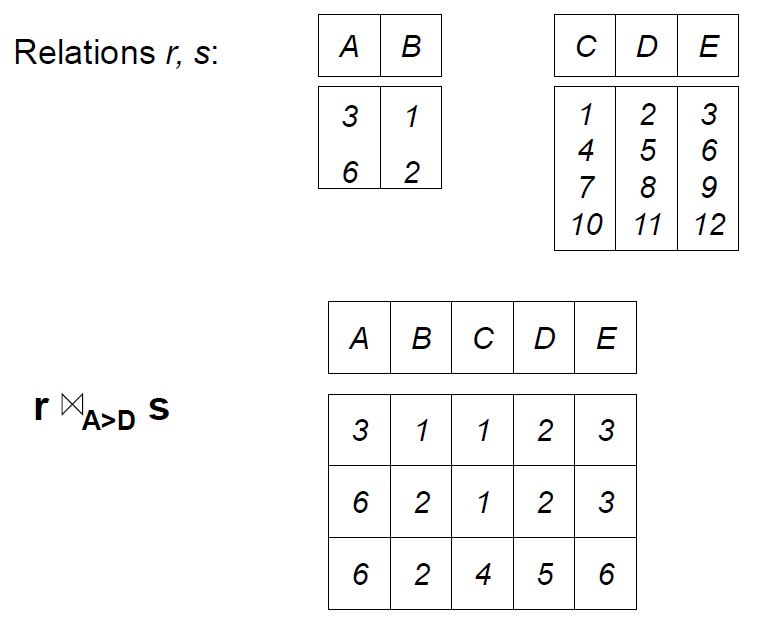 Relations r, s:
A B
3 1
6 2
C D E
1 2 3
4 5 6
7 8 9
10 11 12
r ⋈A>D s
A B C D E
3 1 1 2 3
6 2 1 2 3
6 2 4 5 6